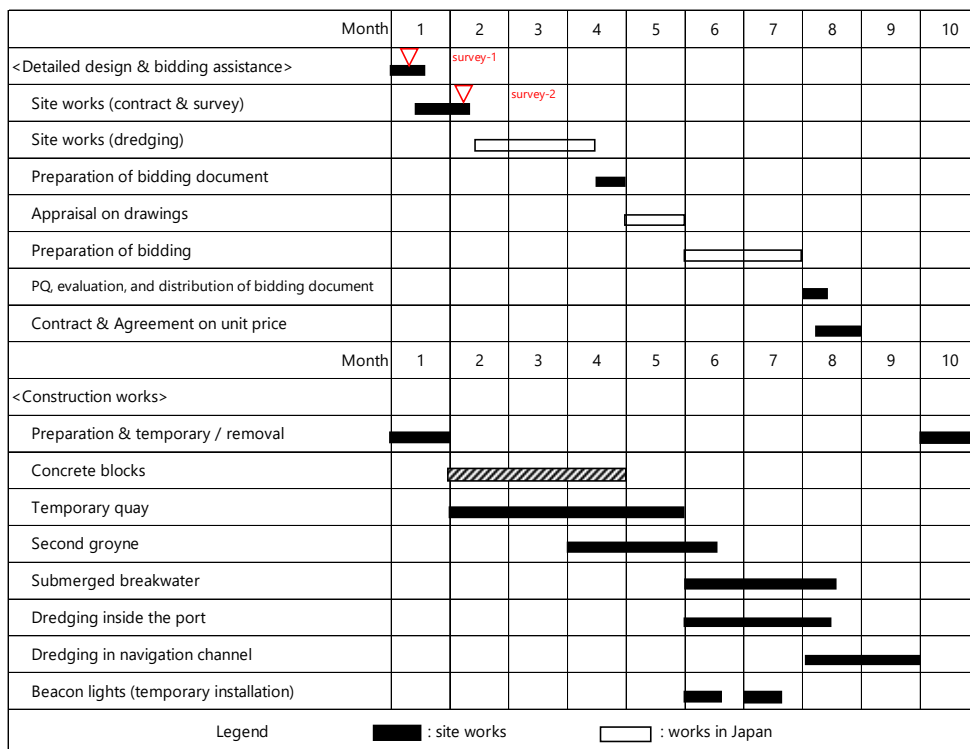 Month 1 2 3 4 5 6 7 8 9 10
<Detailed design & bidding assistance> survey-1
Site works (contract & survey) survey-2
Site works (dredging)
Preparation of bidding document
Appraisal on drawings
Preparation of bidding
PQ, evaluation, and distribution of bidding document
Contract & Agreement on unit price
Month 1 2 3 4 5 6 7 8 9 10
<Construction works>
Preparation & temporary / removal
Concrete blocks
Temporary quay
Second groyne
Submerged breakwater
Dredging inside the port
Dredging in navigation channel
Beacon lights (temporary installation)
Legend : site works : works in Japan